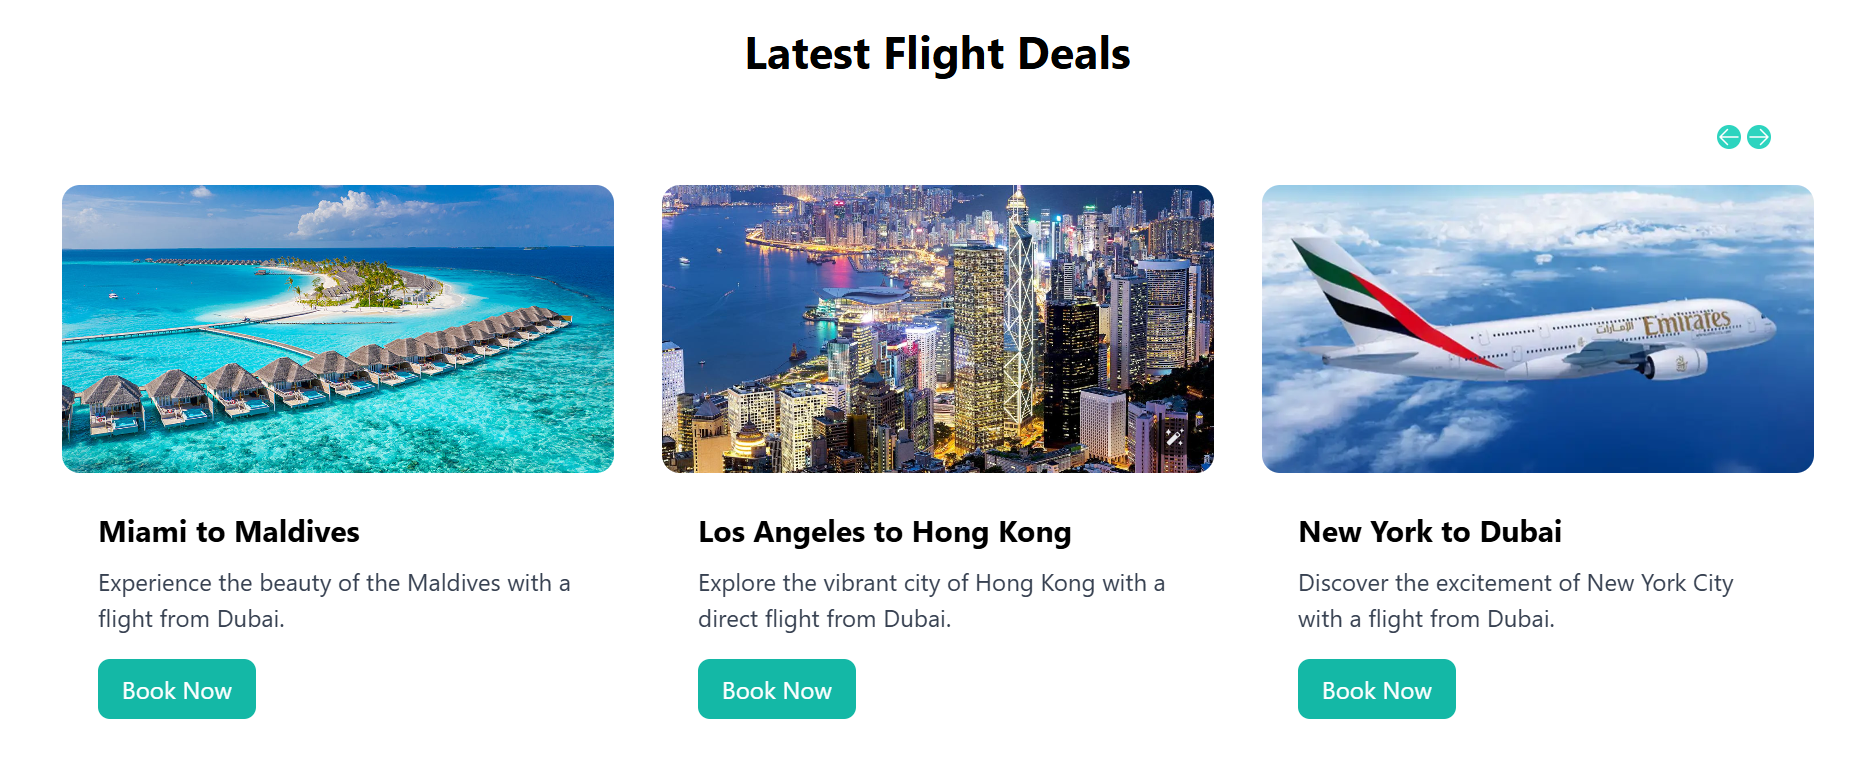 Latest Flight Deals
الإمارات Emirates
Miami to Maldives
Experience the beauty of the Maldives with a
flight from Dubai.
Book Now
Los Angeles to Hong Kong
Explore the vibrant city of Hong Kong with a
direct flight from Dubai.
Book Now
New York to Dubai
Discover the excitement of New York City
with a flight from Dubai.
Book Now